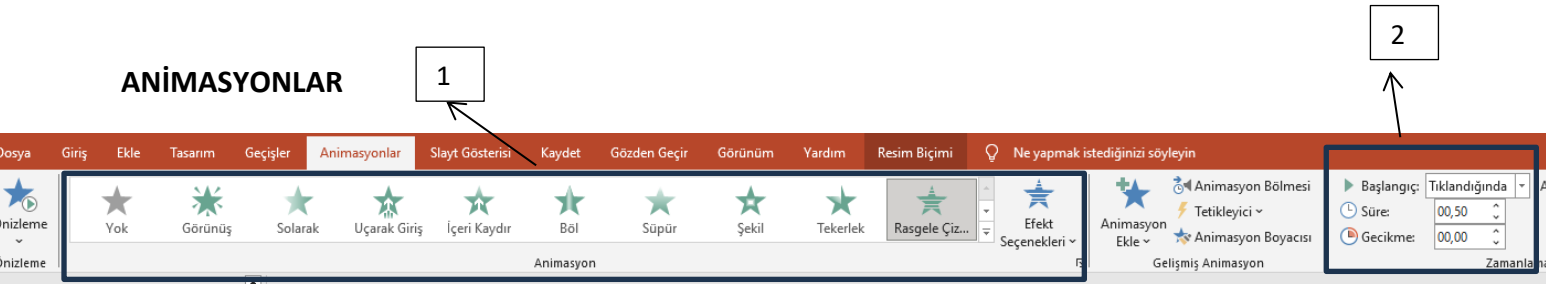 2
1
ANİMASYONLAR
Dosya Giriş Ekle Tasarım Geçişler Animasyonlar Slayt Gösterisi Kaydet Gözden Geçir Görünüm Yardım Resim Biçimi Ne yapmak istediğinizi söyleyin
Önizleme
Yok Görünüş Solarak Uçarak Giriş İçeri Kaydır Böl Süpür Şekil Tekerlek Rasgele Çiz...
Efekt
Seçenekleri
Animasyon
Animasyon
Ekle
Animasyon Bölmesi
Tetikleyici
Animasyon Boyacısı
Gelişmiş Animasyon
Başlangıç: Tıklandığında
Süre: 00,50
Gecikme: 00,00
Zamanlama
Önizleme